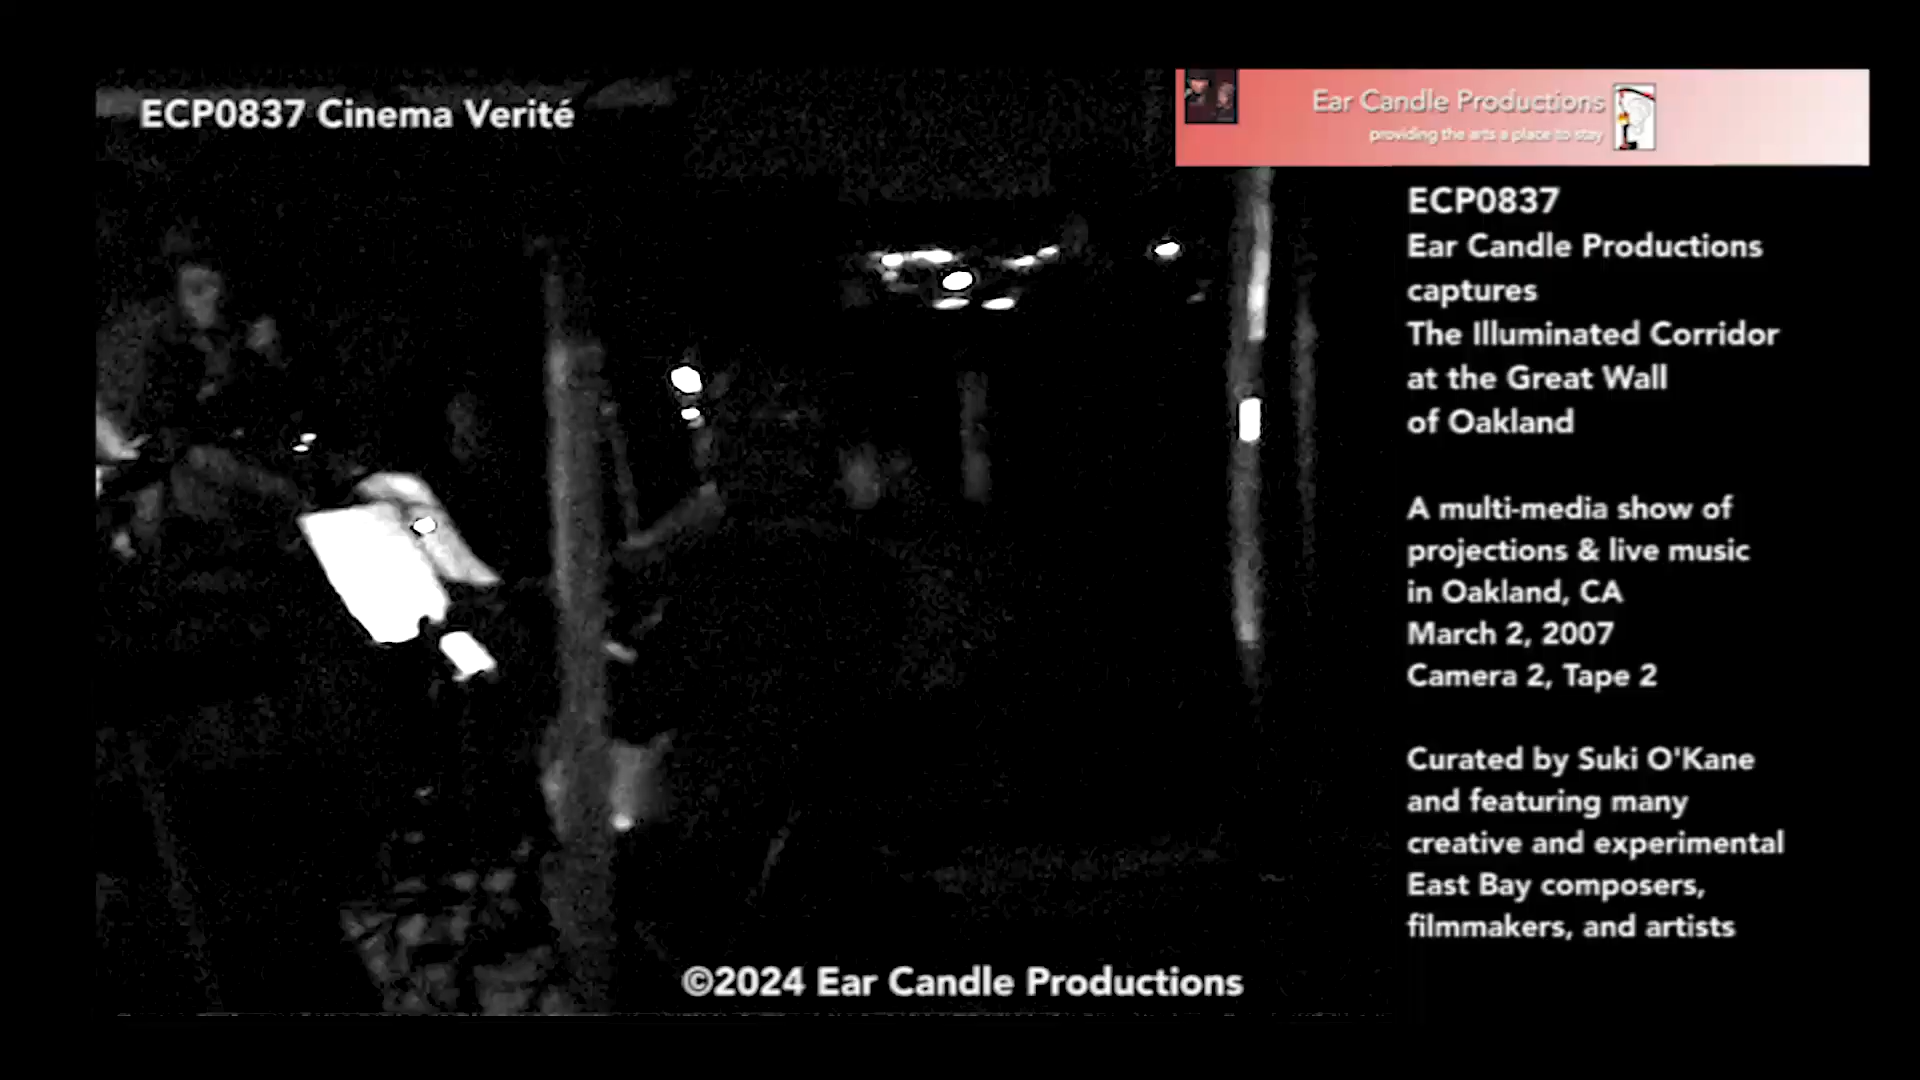 ECP0837 Cinema Verité
Ear Candle Productions
providing the arts a place to stay
ECP0837
Ear Candle Productions
captures
The Illuminated Corridor
at the Great Wall
of Oakland
A multi-media show of
projections & live music
in Oakland, CA
March 2, 2007
Camera 2, Tape 2
Curated by Suki O'Kane
and featuring many
creative and experimental
East Bay composers,
filmmakers, and artists
©2024 Ear Candle Productions